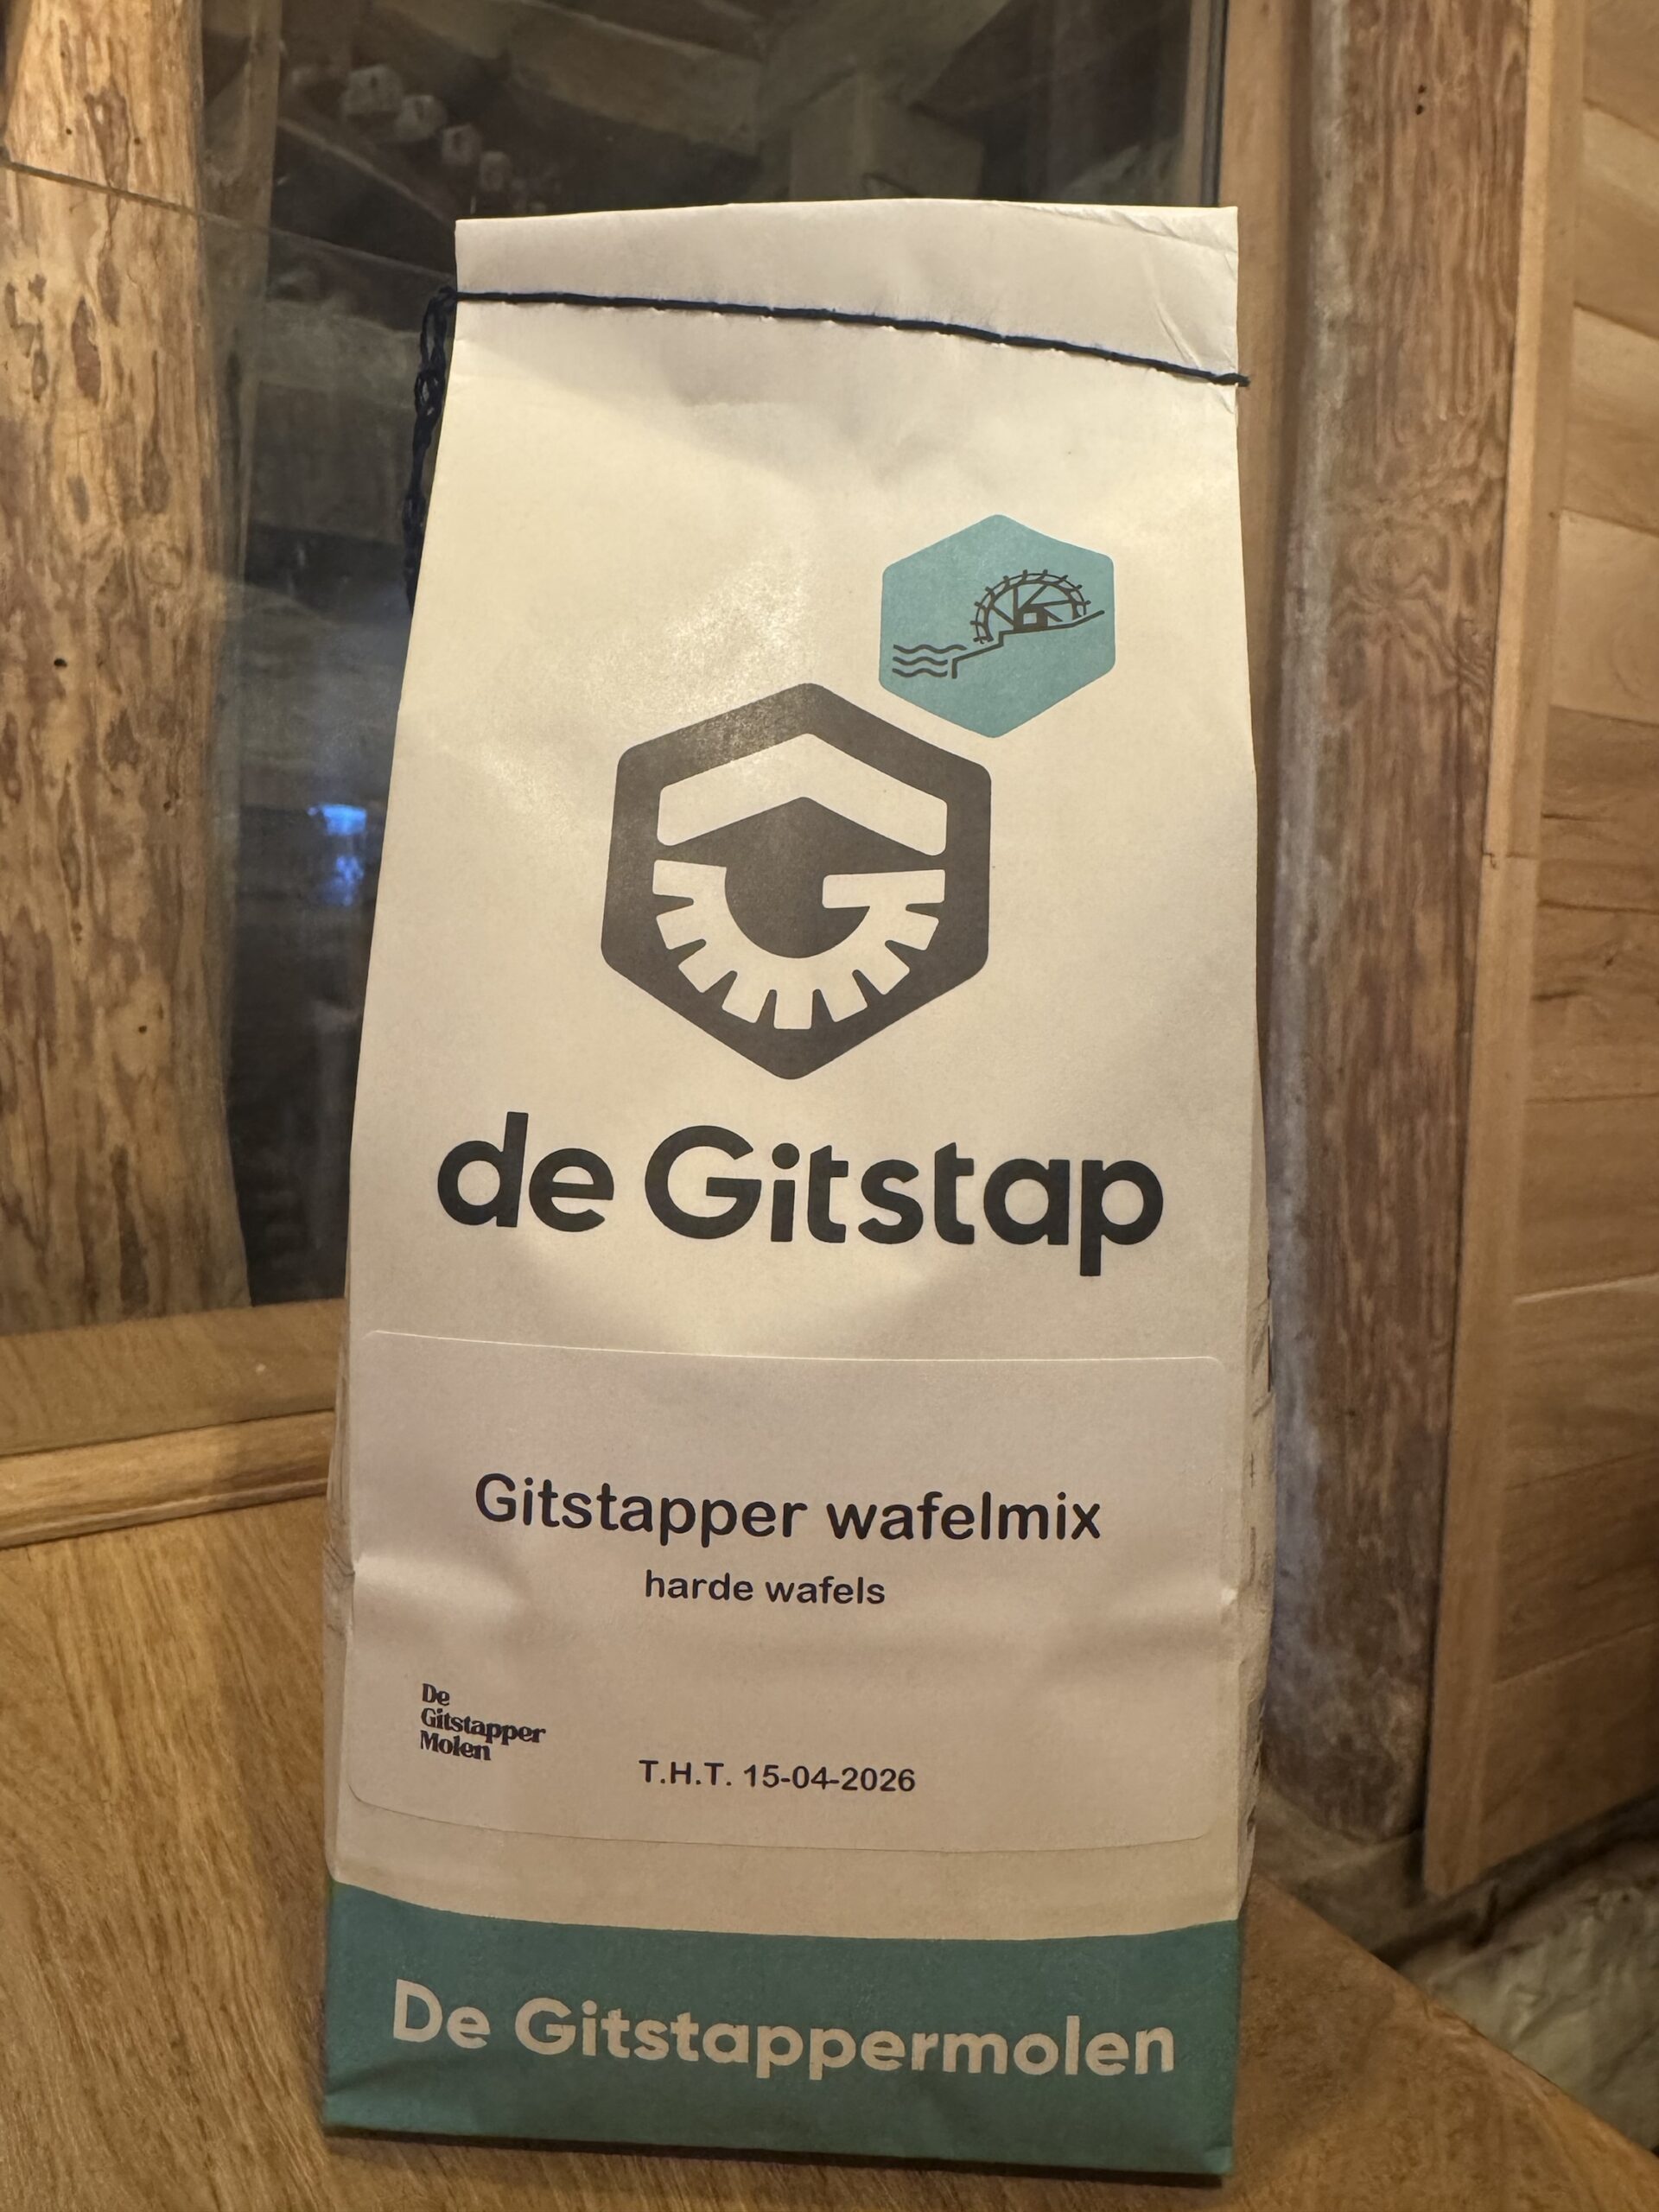 de Gitstap
Gitstapper wafelmix
harde wafels
De
Gitstapper
Molen
T.H.T. 15-04-2026
De Gitstappermolen